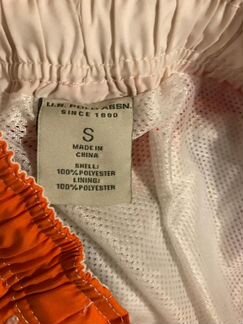 U.S. POLO ASSN.
SINCE 1890
S
MADE IN
CHINA
SHELL:
100% POLYESTER
LINING:
100% POLYESTER